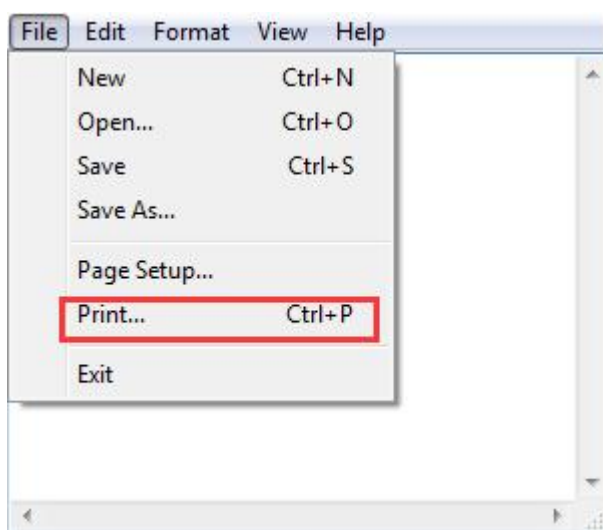 File Edit Format View Help
New Ctrl+N
Open... Ctrl+O
Save Ctrl+S
Save As...
Page Setup...
Print... Ctrl+P
Exit